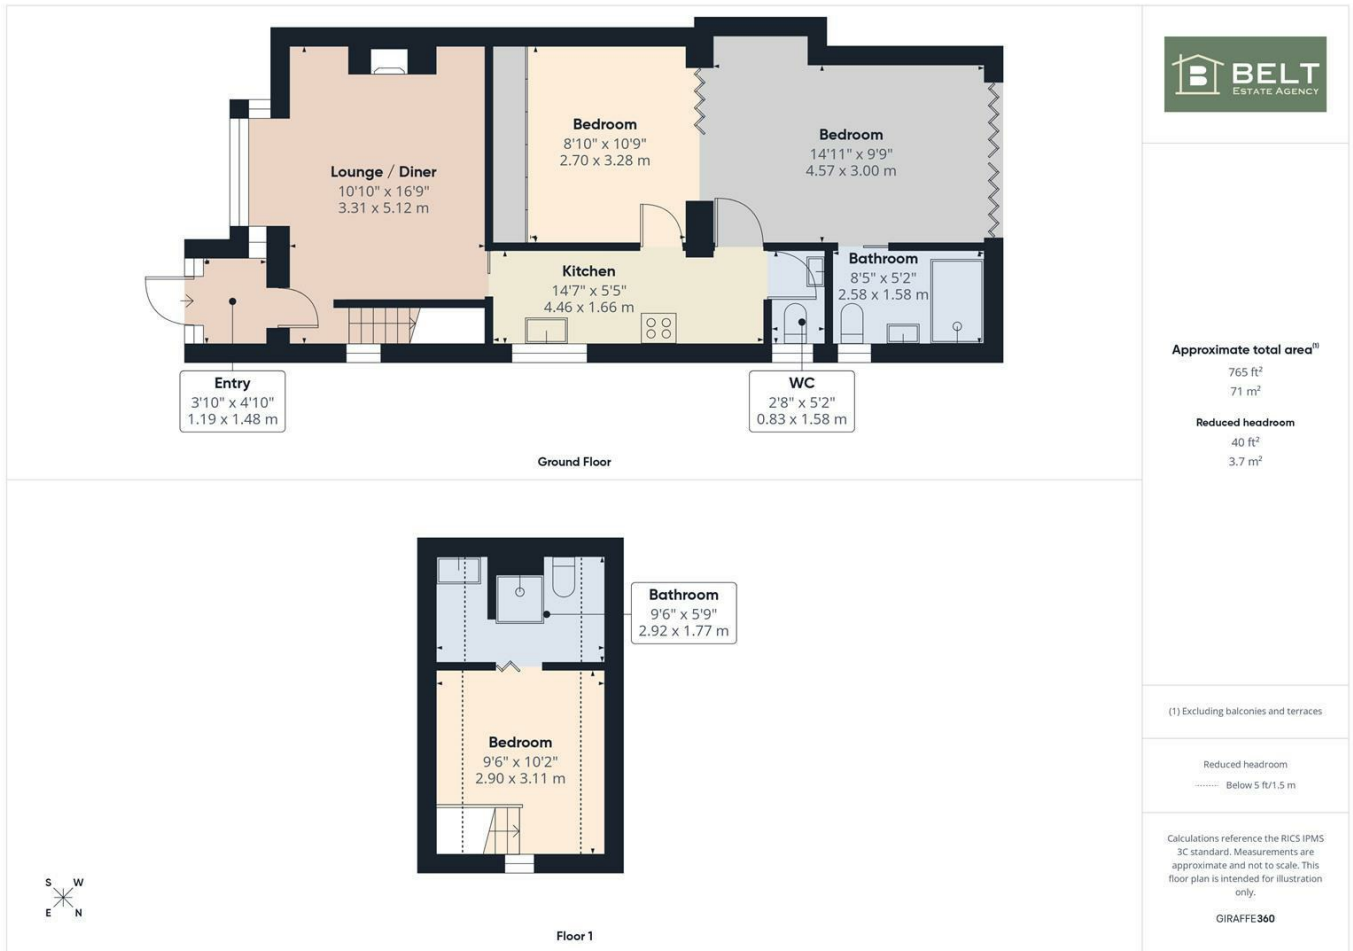 BELT
ESTATE AGENCY
Lounge / Diner
10'10" x 16'9"
3.31 x 5.12 m
Bedroom
8'10" x 10'9"
2.70 x 3.28 m
Bedroom
14'11" x 9'9"
4.57 x 3.00 m
Kitchen
14'7" x 5'5"
4.46 x 1.66 m
Bathroom
8'5" x 5'2"
2.58 x 1.58 m
Entry
3'10" x 4'10"
1.19 x 1.48 m
WC
2'8" x 5'2"
0.83 x 1.58 m
Ground Floor
Bathroom
9'6" x 5'9"
2.92 x 1.77 m
Bedroom
9'6" x 10'2"
2.90 x 3.11 m
S W
E N
Floor 1
Approximate total area(1)
765 ft²
71 m²
Reduced headroom
40 ft²
3.7 m²
(1) Excluding balconies and terraces
Reduced headroom
Below 5 ft/1.5 m
Calculations reference the RICS IPMS
3C standard. Measurements are
approximate and not to scale. This
floor plan is intended for illustration
only.
GIRAFFE360